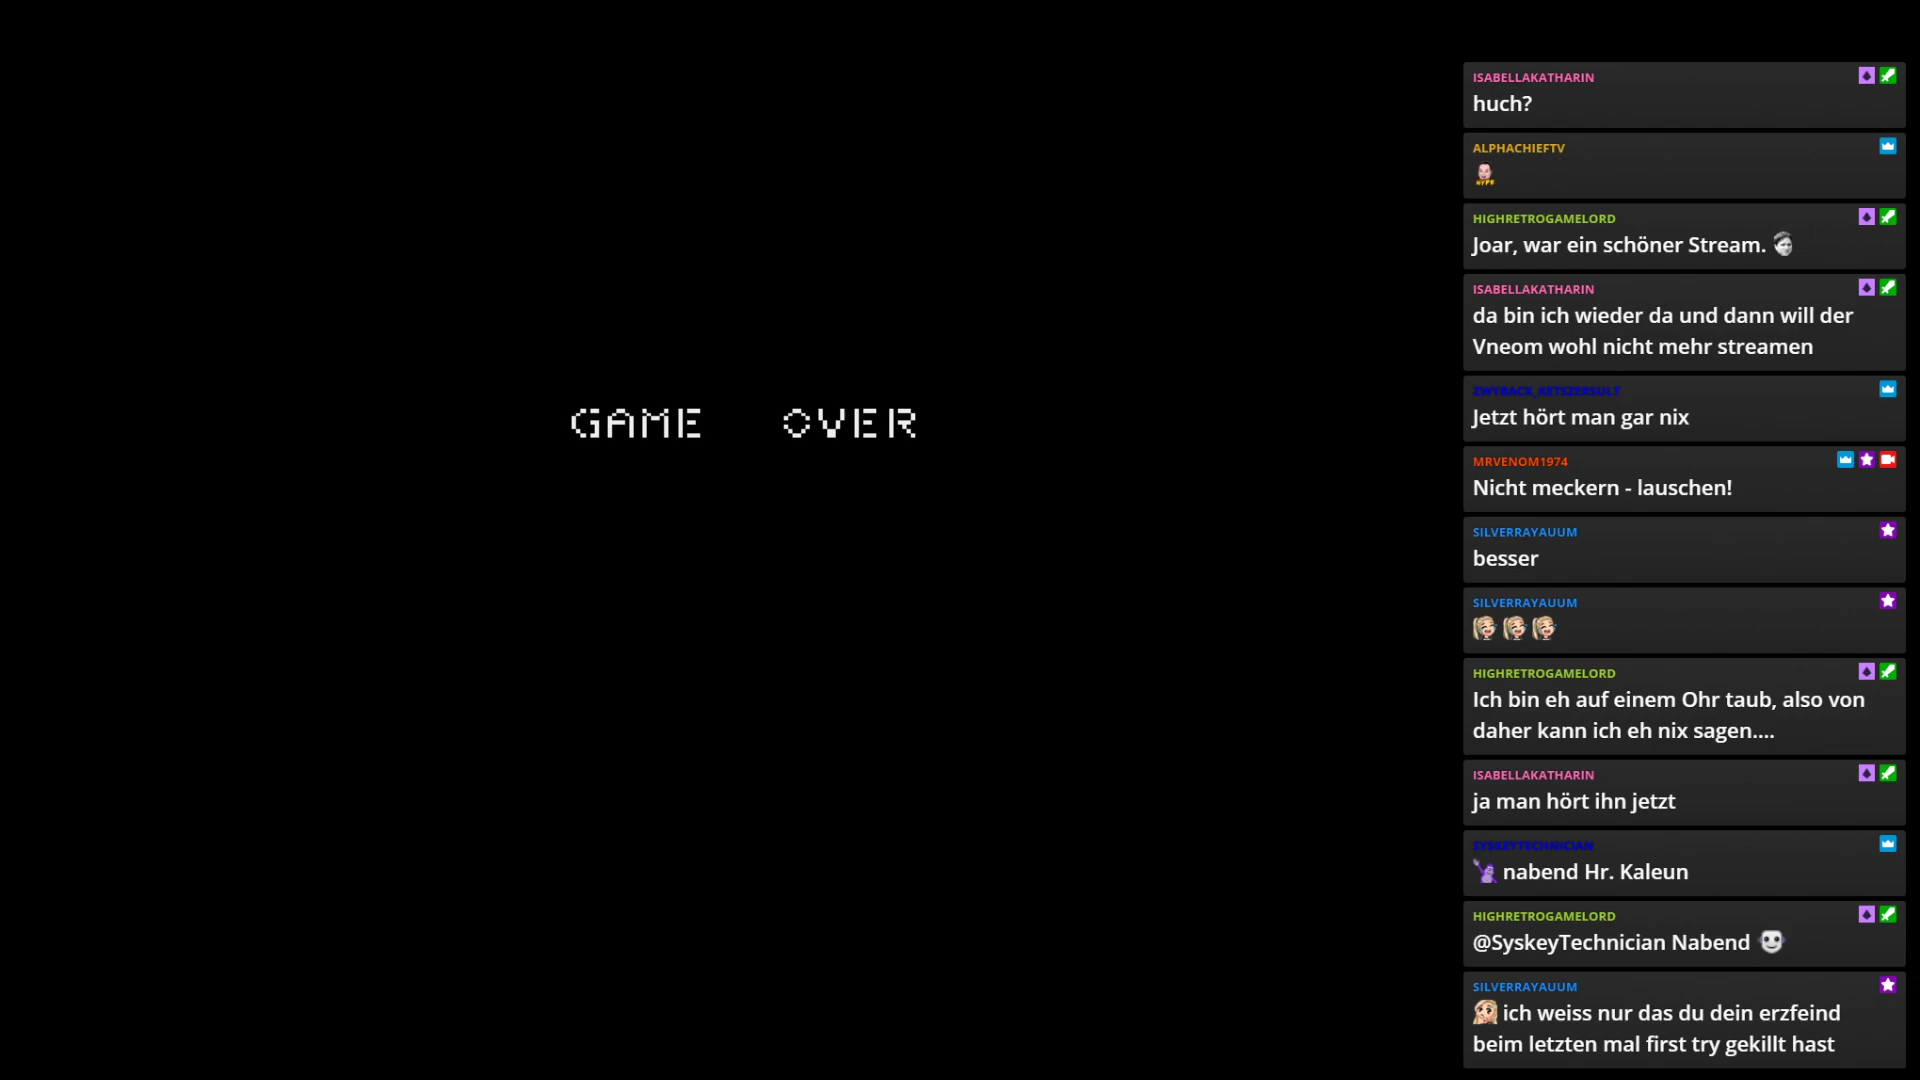 GAME OVER
ISABELLAKATHARIN
huch?
ALPHACHIEFTV
HYPE
HIGHRETROGAMELORD
Joar, war ein schöner Stream.
ISABELLAKATHARIN
da bin ich wieder da und dann will der
Vneom wohl nicht mehr streamen
ZWYBACK_KETSZERSULT
Jetzt hört man gar nix
MRVENOM1974
Nicht meckern - lauschen!
SILVERRAYAUUM
besser
SILVERRAYAUUM
HIGHRETROGAMELORD
Ich bin eh auf einem Ohr taub, also von
daher kann ich eh nix sagen....
ISABELLAKATHARIN
ja man hört ihn jetzt
SYSKEYTECHNICIAN
nabend Hr. Kaleun
HIGHRETROGAMELORD
@SyskeyTechnician Nabend
SILVERRAYAUUM
ich weiss nur das du dein erzfeind
beim letzten mal first try gekillt hast